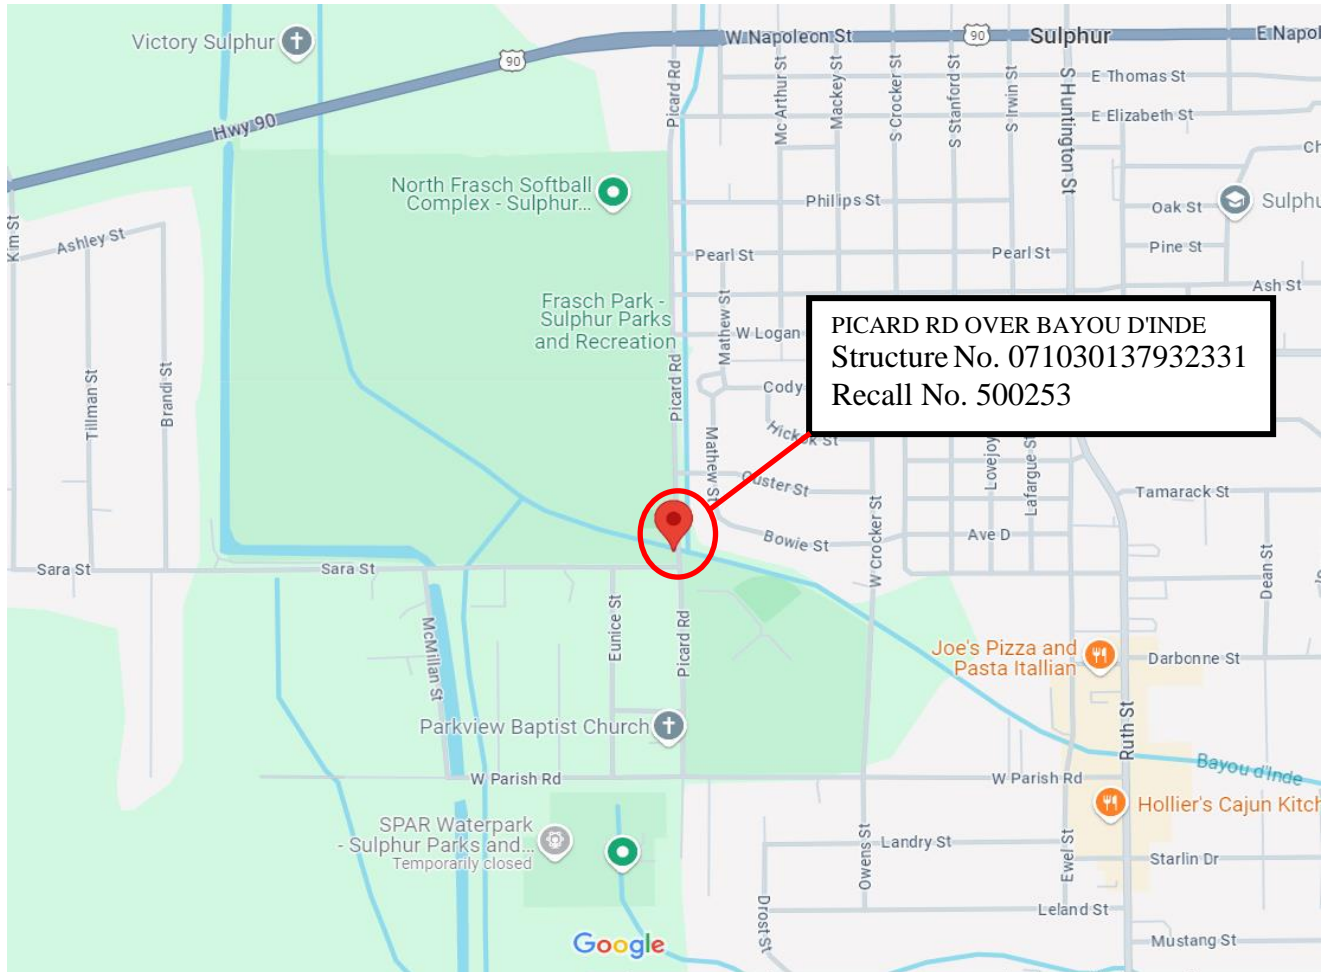 Victory Sulphur
90
W Napoleon St
90
Sulphur
E Napol
Hwy 90
Picard Rd
Mc Arthur St
Mackey St
S Crocker St
S Stanford St
S Irwin St
S Huntington St
E Thomas St
E Elizabeth St
Ch
North Frasch Softball
Complex - Sulphur...
Phillips St
Oak St
Sulphu
Kim St
Ashley St
Pearl St
Pearl St
Pine St
Ash St
Frasch Park -
Sulphur Parks
and Recreation
Mathew St
W Logan
PICARD RD OVER BAYOU D'INDE
Structure No. 071030137932331
Recall No. 500253
Tillman St
Brandi St
Picard Rd
Cody
Hickok St
Mathew St
Custer St
Lovejoy
Lafargue St
Tamarack St
W Crocker St
Bowie St
Ave D
Dean St
Sara St
Sara St
McMillan St
Eunice St
Picard Rd
Joe's Pizza and
Pasta Itallian
Darbonne St
Parkview Baptist Church
Ruth St
Bayou d'Inde
W Parish Rd
W Parish Rd
Hollier's Cajun Kitch
SPAR Waterpark
- Sulphur Parks and...
Temporarily closed
Owens St
Landry St
Ewel St
Starlin Dr
Drost St
Leland St
Google
Mustang St